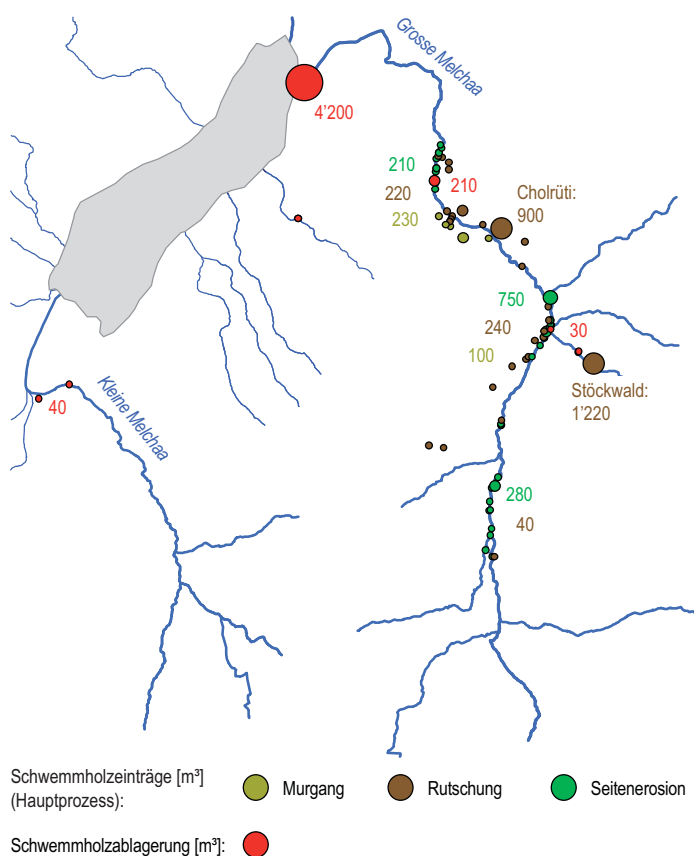 Grosse Melchaa
4’200
210
220
210
230
Cholrüti:
900
750
240
30
100
Stöckwald:
1’220
Kleine Melchaa
40
280
40
Schwemmholzeinträge [m³]
(Hauptprozess):
Murgang
Rutschung
Seitenerosion
Schwemmholzablagerung [m³]: